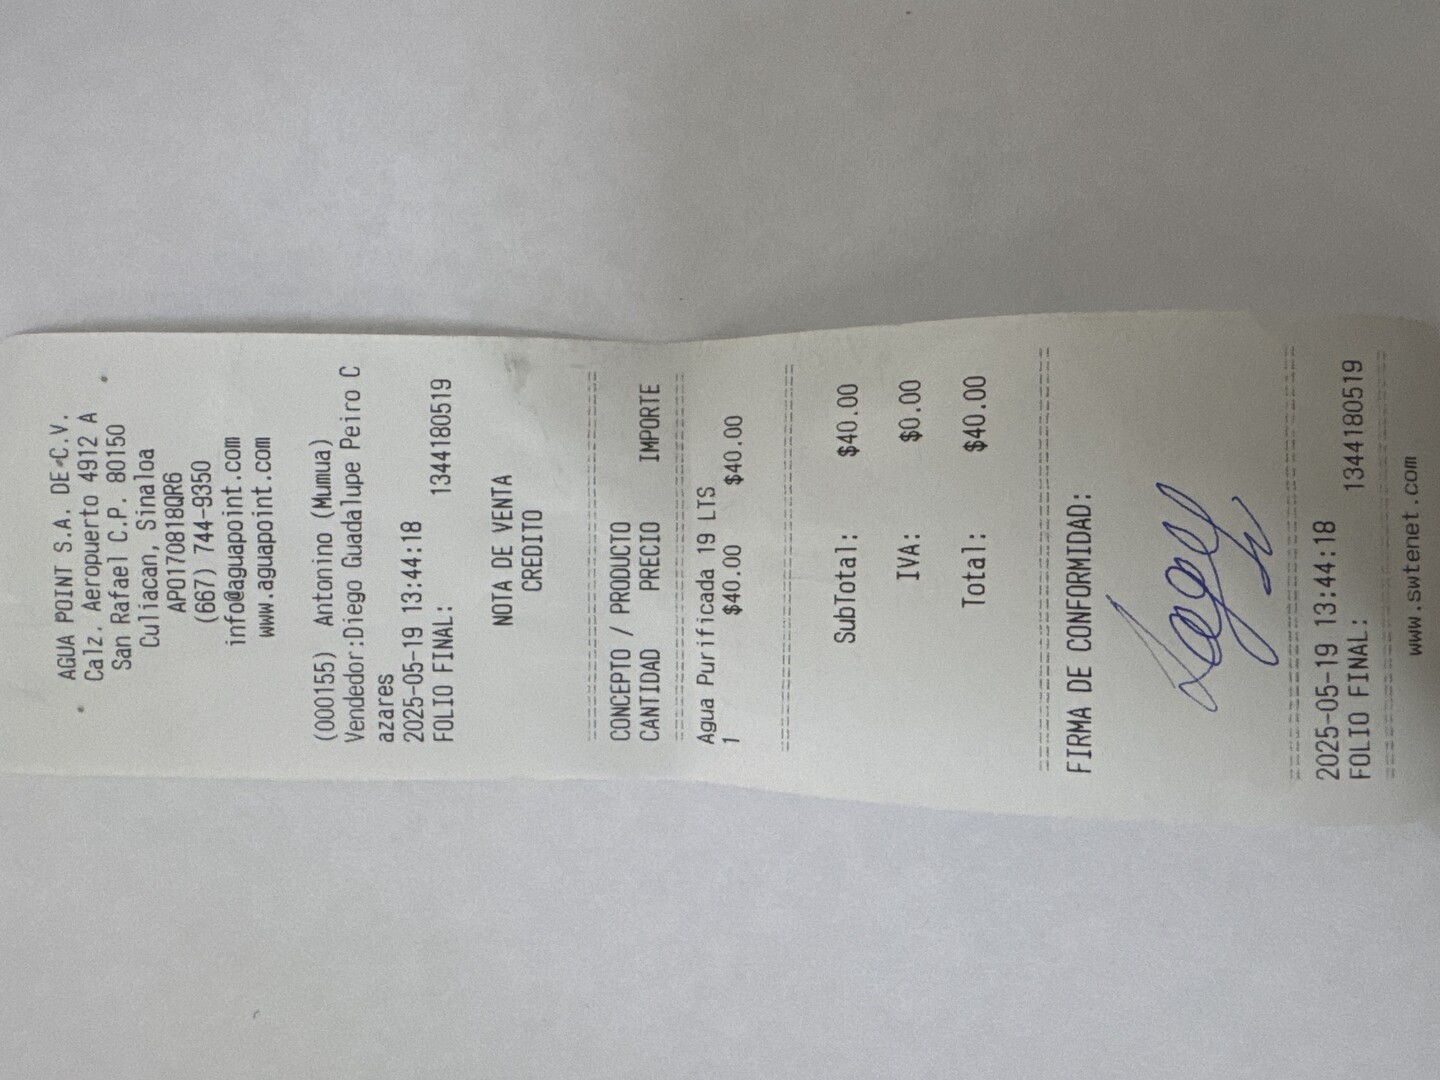 AGUA POINT S.A. DE C.V.
Calz. Aeropuerto 4912 A
San Rafael C.P. 80150
Culiacan, Sinaloa
APO170818QR6
(667) 744-9350
info@aguapoint.com
www.aguapoint.com
(000155) Antonino (Mumua)
Vendedor:Diego Guadalupe Peiro C
azares
2025-05-19 13:44:18
FOLIO FINAL: 1344180519
NOTA DE VENTA
CREDITO
CONCEPTO / PRODUCTO
CANTIDAD PRECIO IMPORTE
Agua Purificada 19 LTS
1 $40.00 $40.00
SubTotal: $40.00
IVA: $0.00
Total: $40.00
FIRMA DE CONFORMIDAD:
2025-05-19 13:44:18
FOLIO FINAL: 1344180519
www.swtenet.com